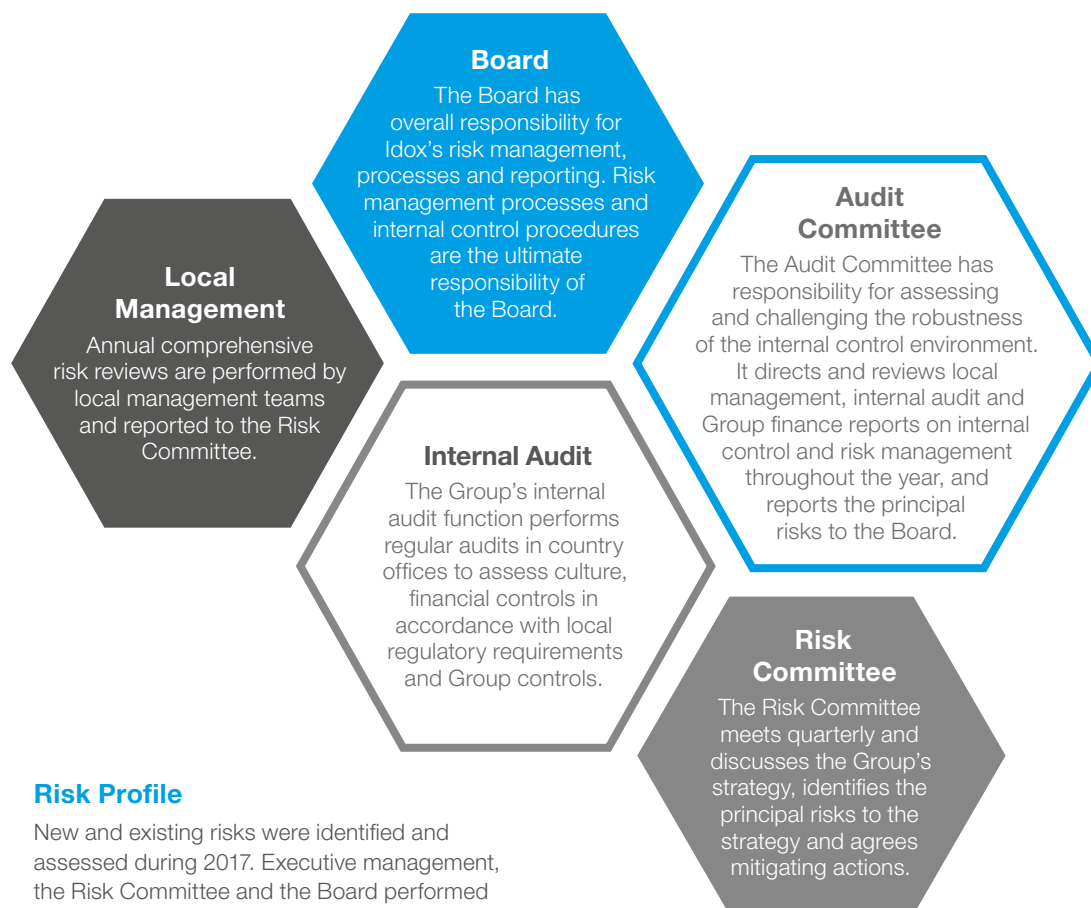 Board
The Board has
overall responsibility for
Idox's risk management,
processes and reporting. Risk
management processes and
internal control procedures
are the ultimate
responsibility of
the Board.
Local
Management
Annual comprehensive
risk reviews are performed by
local management teams
and reported to the Risk
Committee.
Audit
Committee
The Audit Committee has
responsibility for assessing
and challenging the robustness
of the internal control environment.
It directs and reviews local
management, internal audit and
Group finance reports on internal
control and risk management
throughout the year, and
reports the principal
risks to the Board.
Internal Audit
The Group's internal
audit function performs
regular audits in country
offices to assess culture,
financial controls in
accordance with local
regulatory requirements
and Group controls.
Risk
Committee
The Risk Committee
meets quarterly and
discusses the Group's
strategy, identifies the
principal risks to the
strategy and agrees
mitigating actions.
Risk Profile
New and existing risks were identified and
assessed during 2017. Executive management,
the Risk Committee and the Board performed